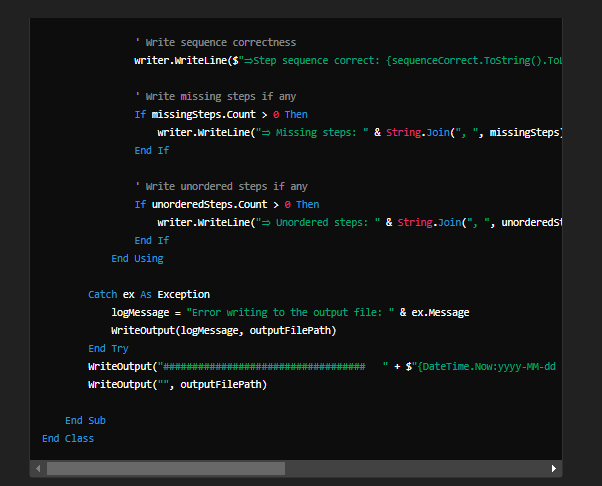 ' Write sequence correctness
writer.WriteLine($"⇒Step sequence correct: {sequenceCorrect.ToString().ToL
' Write missing steps if any
If missingSteps.Count > 0 Then
writer.WriteLine("⇒ Missing steps: " & String.Join(", ", missingSteps)
End If
' Write unordered steps if any
If unorderedSteps.Count > 0 Then
writer.WriteLine("⇒ Unordered steps: " & String.Join(", ", unorderedSt
End If
End Using
Catch ex As Exception
logMessage = "Error writing to the output file: " & ex.Message
WriteOutput(logMessage, outputFilePath)
End Try
WriteOutput("##################################   " + $"{DateTime.Now:yyyy-MM-dd
WriteOutput("", outputFilePath)
End Sub
End Class